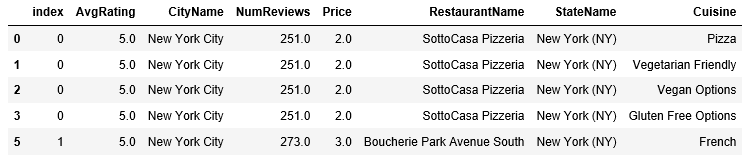 index AvgRating CityName NumReviews Price RestaurantName StateName Cuisine
0 0 5.0 New York City 251.0 2.0 SottoCasa Pizzeria New York (NY) Pizza
1 0 5.0 New York City 251.0 2.0 SottoCasa Pizzeria New York (NY) Vegetarian Friendly
2 0 5.0 New York City 251.0 2.0 SottoCasa Pizzeria New York (NY) Vegan Options
3 0 5.0 New York City 251.0 2.0 SottoCasa Pizzeria New York (NY) Gluten Free Options
5 1 5.0 New York City 273.0 3.0 Boucherie Park Avenue South New York (NY) French